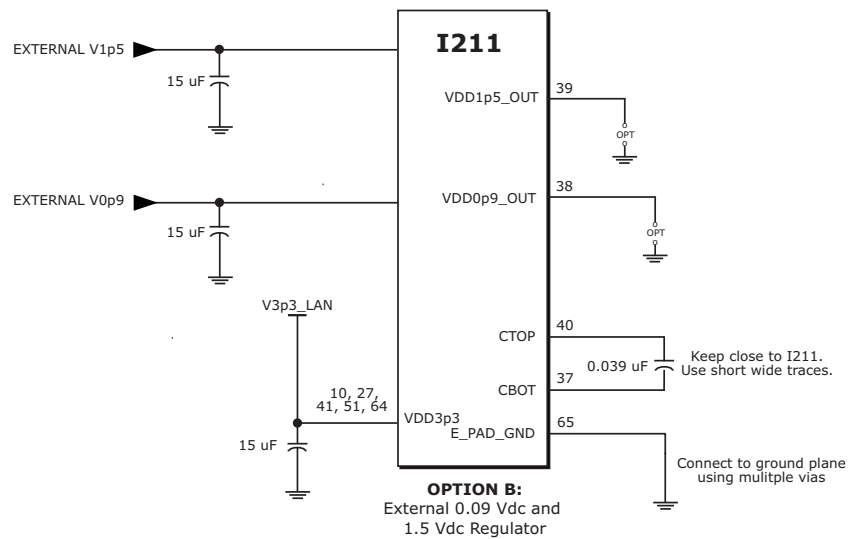 I211
EXTERNAL V1p5
15 uF
VDD1p5_OUT
39
OPT
EXTERNAL V0p9
15 uF
VDD0p9_OUT
38
OPT
V3p3_LAN
10, 27,
41, 51, 64
VDD3p3
15 uF
CTOP
40
0.039 uF
Keep close to I211.
Use short wide traces.
CBOT
37
E_PAD_GND
65
Connect to ground plane
using mulitple vias
OPTION B:
External 0.09 Vdc and
1.5 Vdc Regulator